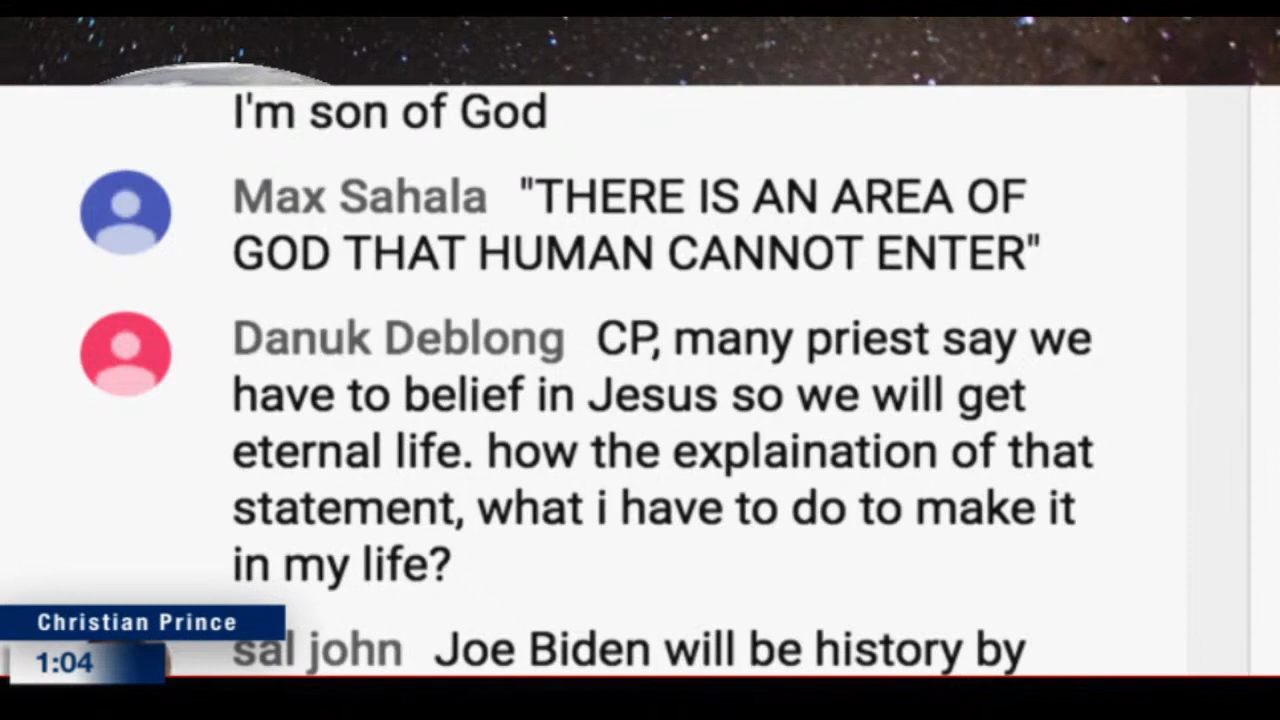 I'm son of God
Max Sahala "THERE IS AN AREA OF
GOD THAT HUMAN CANNOT ENTER"
Danuk Deblong CP, many priest say we
have to belief in Jesus so we will get
eternal life. how the explaination of that
statement, what i have to do to make it
in my life?
Christian Prince
sal john Joe Biden will be history by
1:04